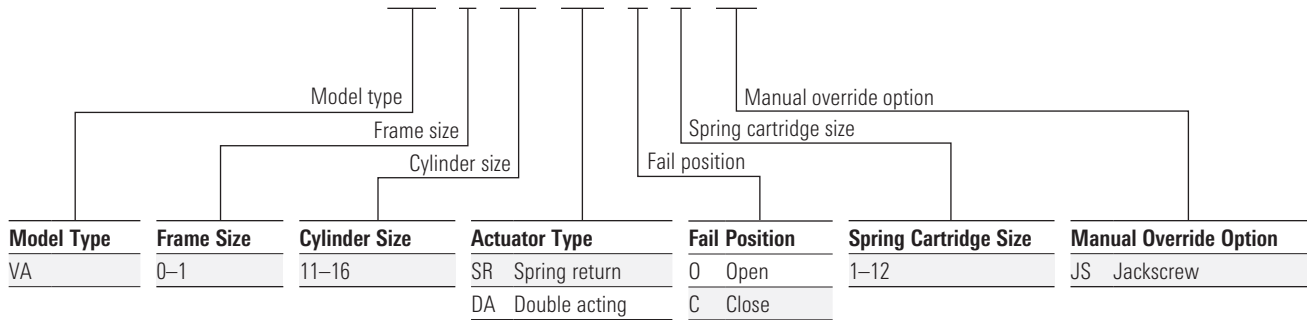 Model type
Manual override option
Frame size
Spring cartridge size
Cylinder size
Fail position
Model Type
VA
Frame Size
0–1
Cylinder Size
11–16
Actuator Type
SR Spring return
DA Double acting
Fail Position
O Open
C Close
Spring Cartridge Size
1–12
Manual Override Option
JS Jackscrew